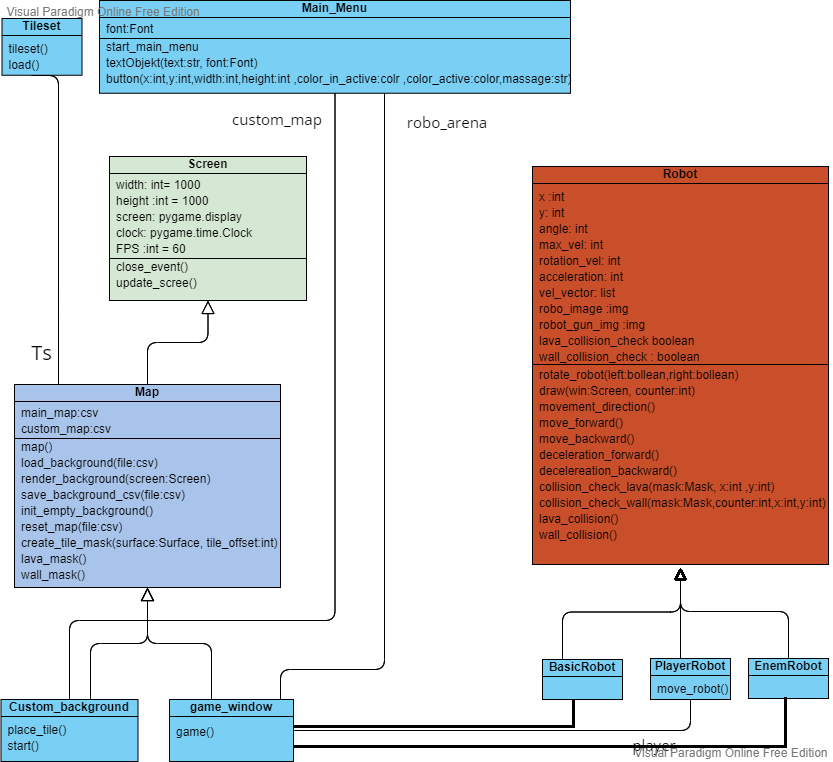 Visual Paradigm Online Free Edition
Tileset
tileset()
load()
Main_Menu
font:Font
start_main_menu
textObjekt(text:str, font:Font)
button(x:int,y:int,width:int,height:int ,color_in_active:colr ,color_active:color,massage:str)
custom_map
robo_arena
Screen
width: int= 1000
height :int = 1000
screen: pygame.display
clock: pygame.time.Clock
FPS :int = 60
close_event()
update_scree()
Robot
x :int
y: int
angle: int
max_vel: int
rotation_vel: int
acceleration: int
vel_vector: list
robo_image :img
robot_gun_img :img
lava_collision_check boolean
wall_collision_check : boolean
rotate_robot(left:bollean,right:bollean)
draw(win:Screen, counter:int)
movement_direction()
move_forward()
move_backward()
deceleration_forward()
decelereation_backward()
collision_check_lava(mask:Mask, x:int ,y:int)
collision_check_wall(mask:Mask,counter:int,x:int,y:int)
lava_collision()
wall_collision()
Ts
Map
main_map:csv
custom_map:csv
map()
load_background(file:csv)
render_background(screen:Screen)
save_background_csv(file:csv)
init_empty_background()
reset_map(file:csv)
create_tile_mask(surface:Surface, tile_offset:int)
lava_mask()
wall_mask()
Custom_background
place_tile()
start()
game_window
game()
BasicRobot
PlayerRobot
move_robot()
EnemRobot
player
Visual Paradigm Online Free Edition